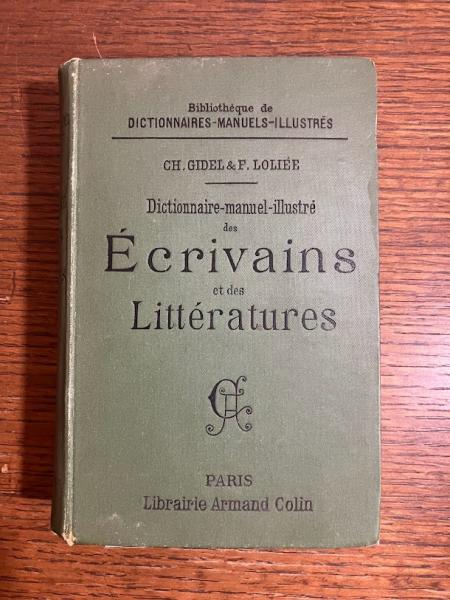 Bibliothéque de
DICTIONNAIRES-MANUELS-ILLUSTRÉS
CH. GIDEL & F. LOLIÉE
Dictionnaire-manuel-illustré
des
Écrivains
et des
Littératures
PARIS
Librairie Armand Colin